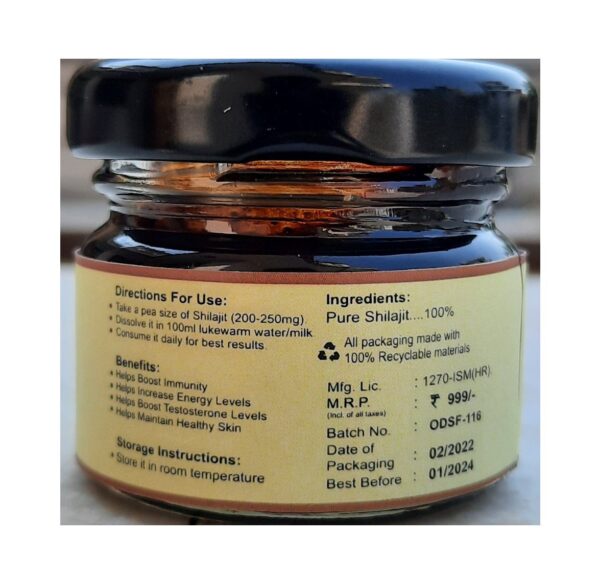 Directions For Use:
• Take a pea size of Shilajit (200-250mg).
• Dissolve it in 100ml lukewarm water/milk
• Consume it daily for best results.
Benefits:
• Helps Boost Immunity
• Helps Increase Energy Levels
• Helps Boost Testosterone Levels
• Helps Maintain Healthy Skin
Storage Instructions:
• Store it in room temperature
Ingredients:
Pure Shilajit....100%
All packaging made with
100% Recyclable materials
Mfg. Lic. : 1270-ISM(HR)
M.R.P. : ₹ 999/-
(Incl. of all taxes)
Batch No. : ODSF-116
Date of
Packaging : 02/2022
Best Before : 01/2024